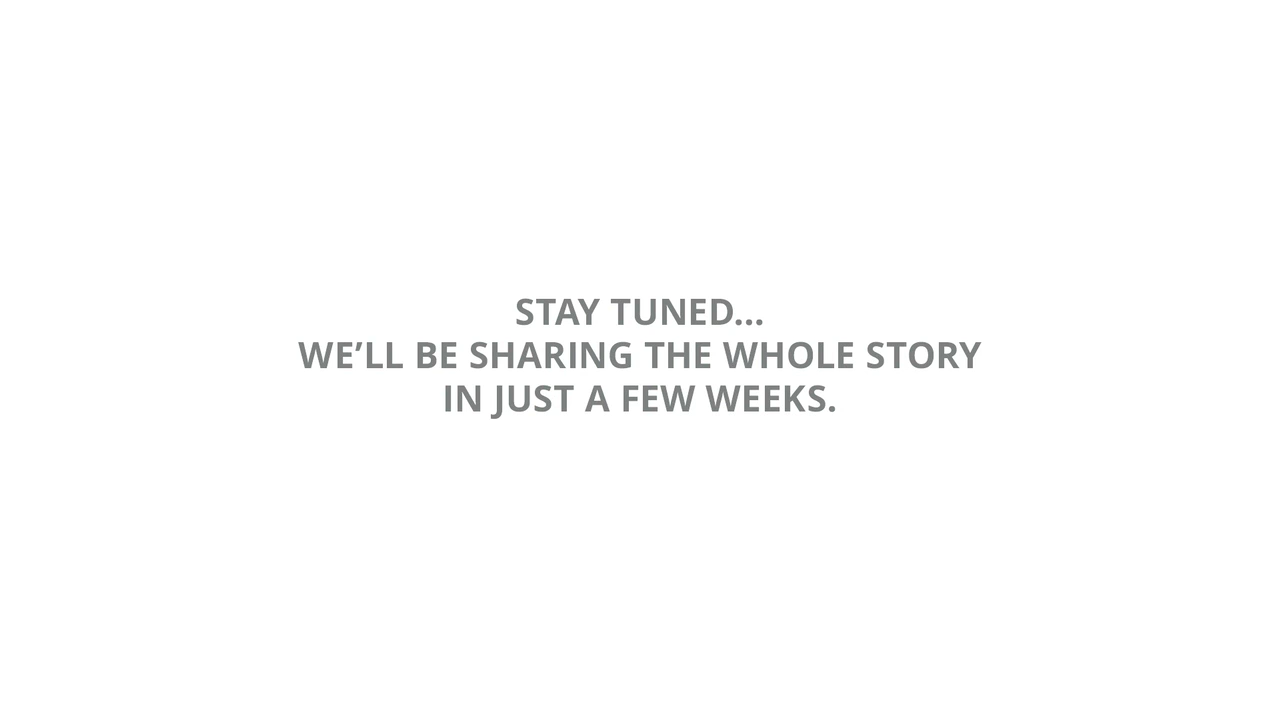 STAY TUNED...
WE’LL BE SHARING THE WHOLE STORY
IN JUST A FEW WEEKS.